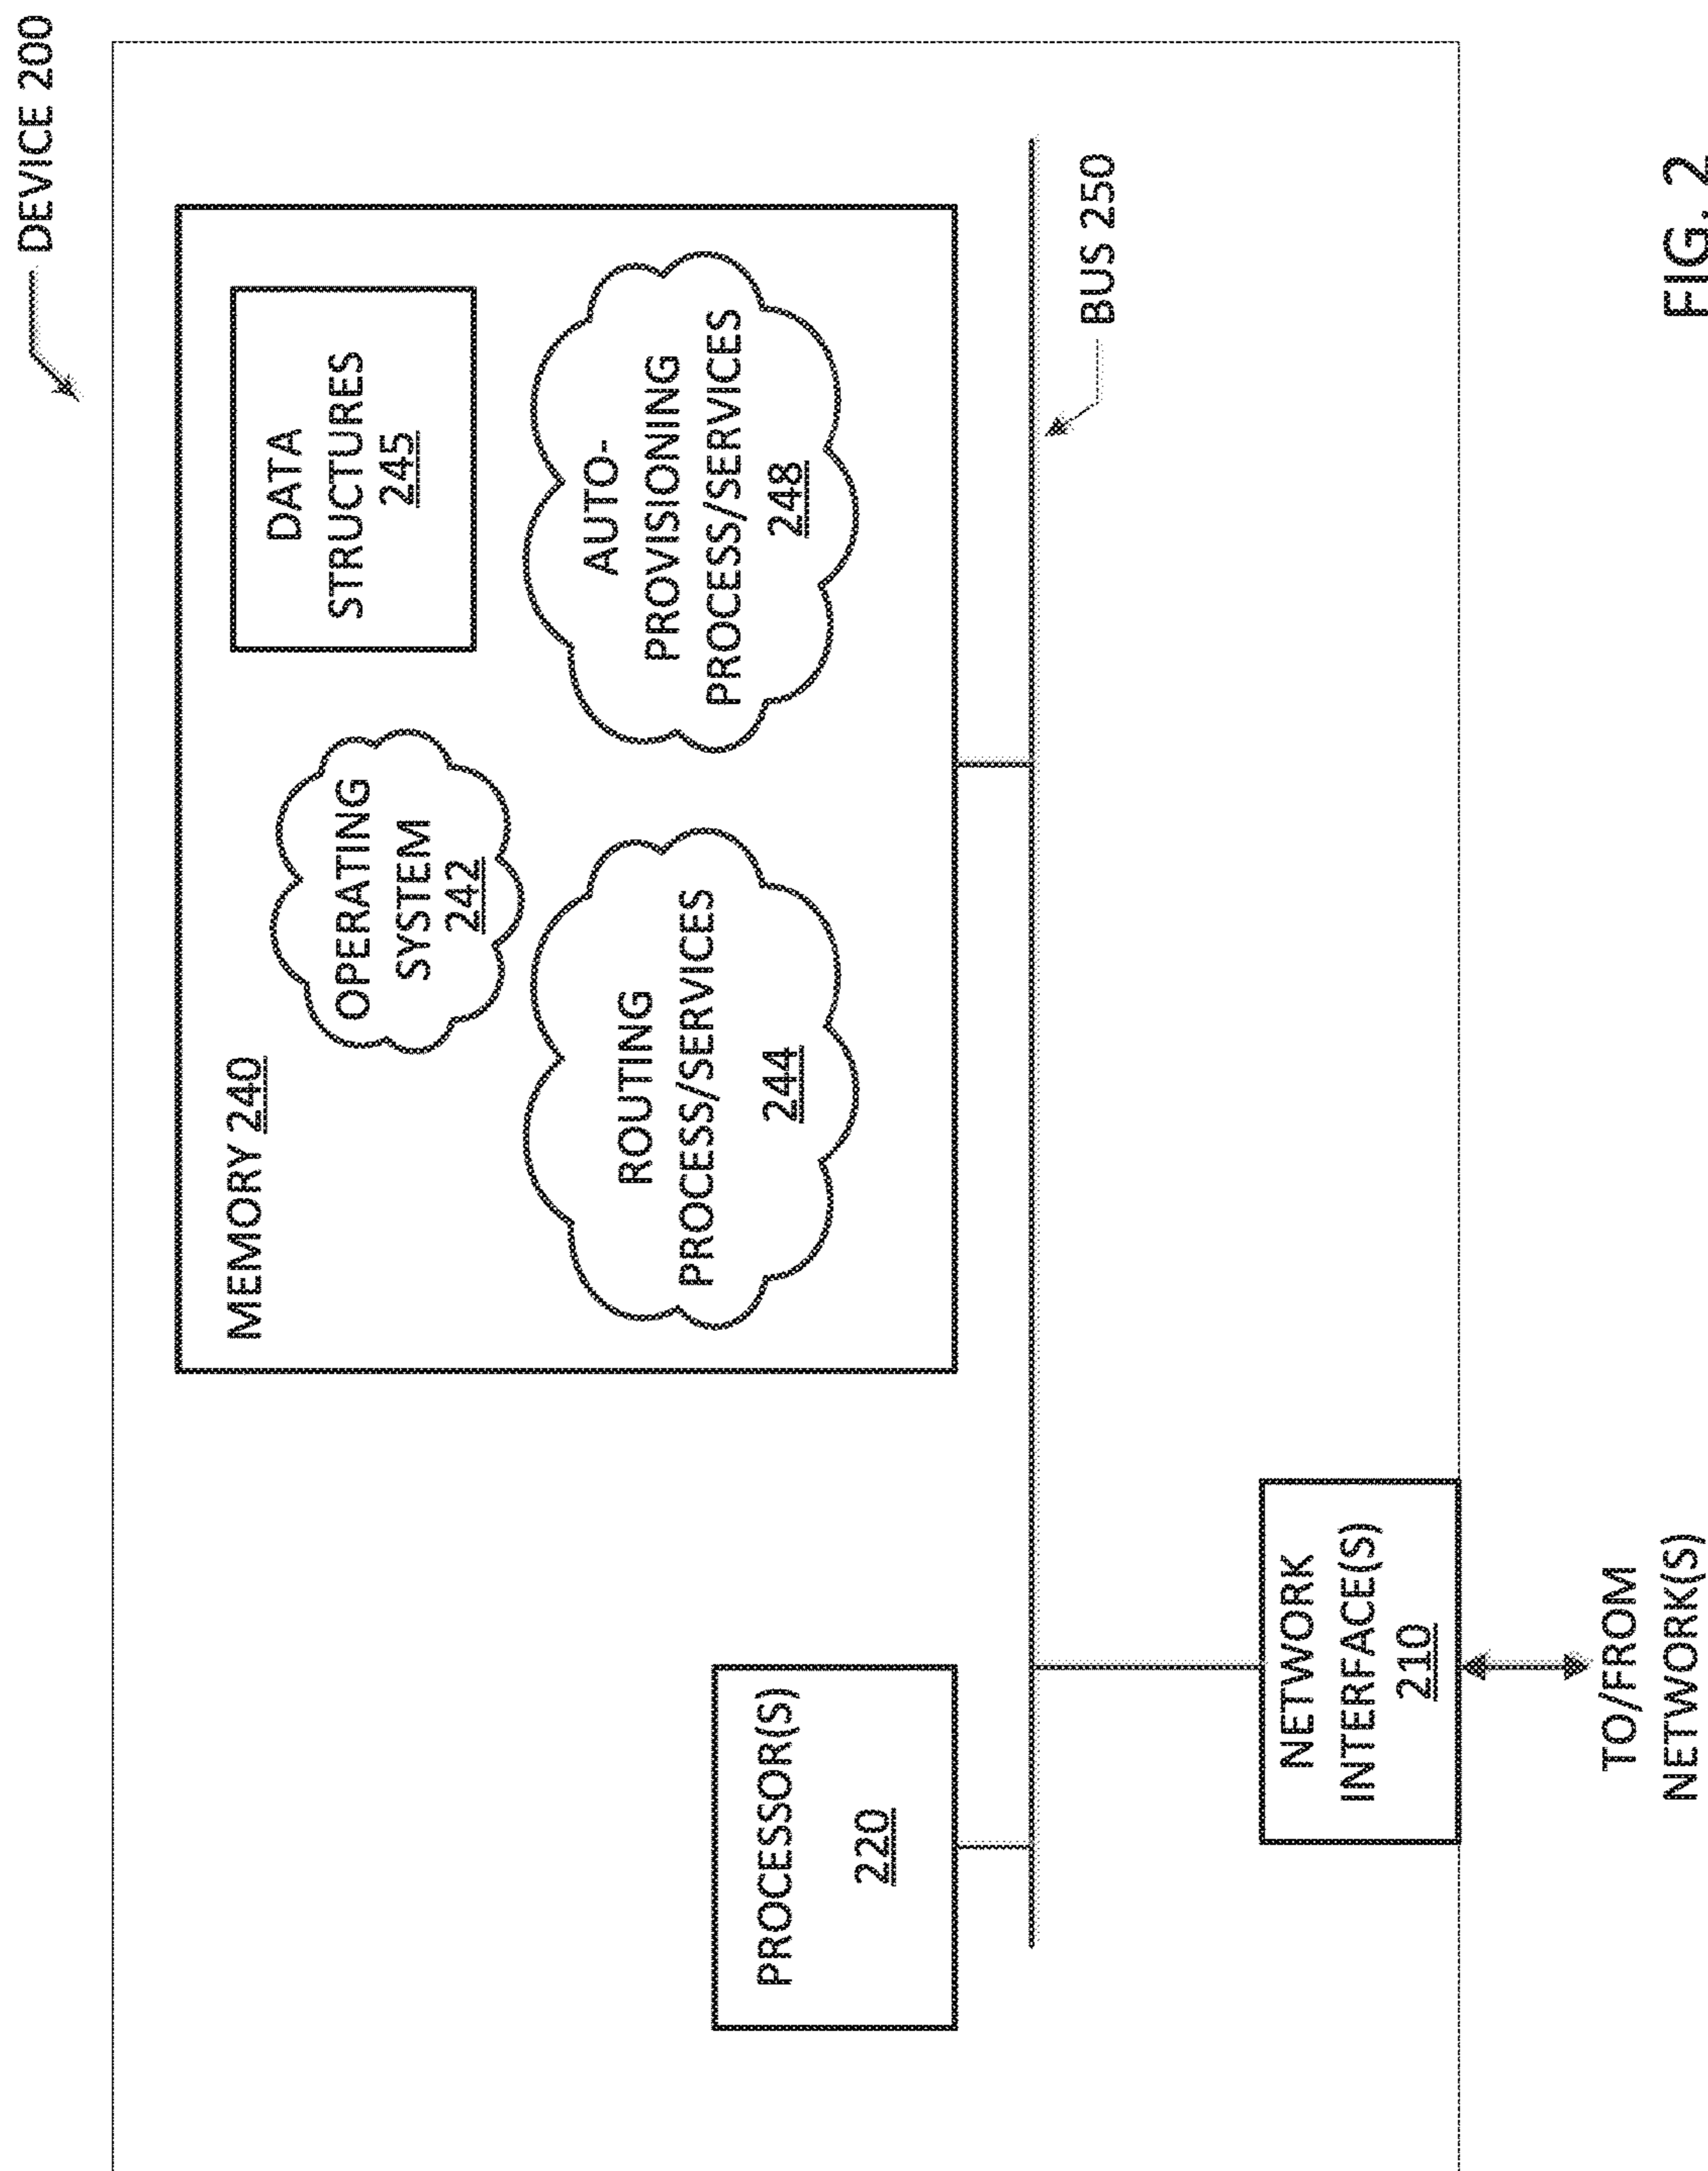 DEVICE 200
MEMORY 240
OPERATING
SYSTEM
242
DATA
STRUCTURES
245
ROUTING
PROCESS/SERVICES
244
AUTO-
PROVISIONING
PROCESS/SERVICES
248
PROCESSOR(S)
220
BUS 250
NETWORK
INTERFACE(S)
210
TO/FROM
NETWORK(S)
FIG. 2